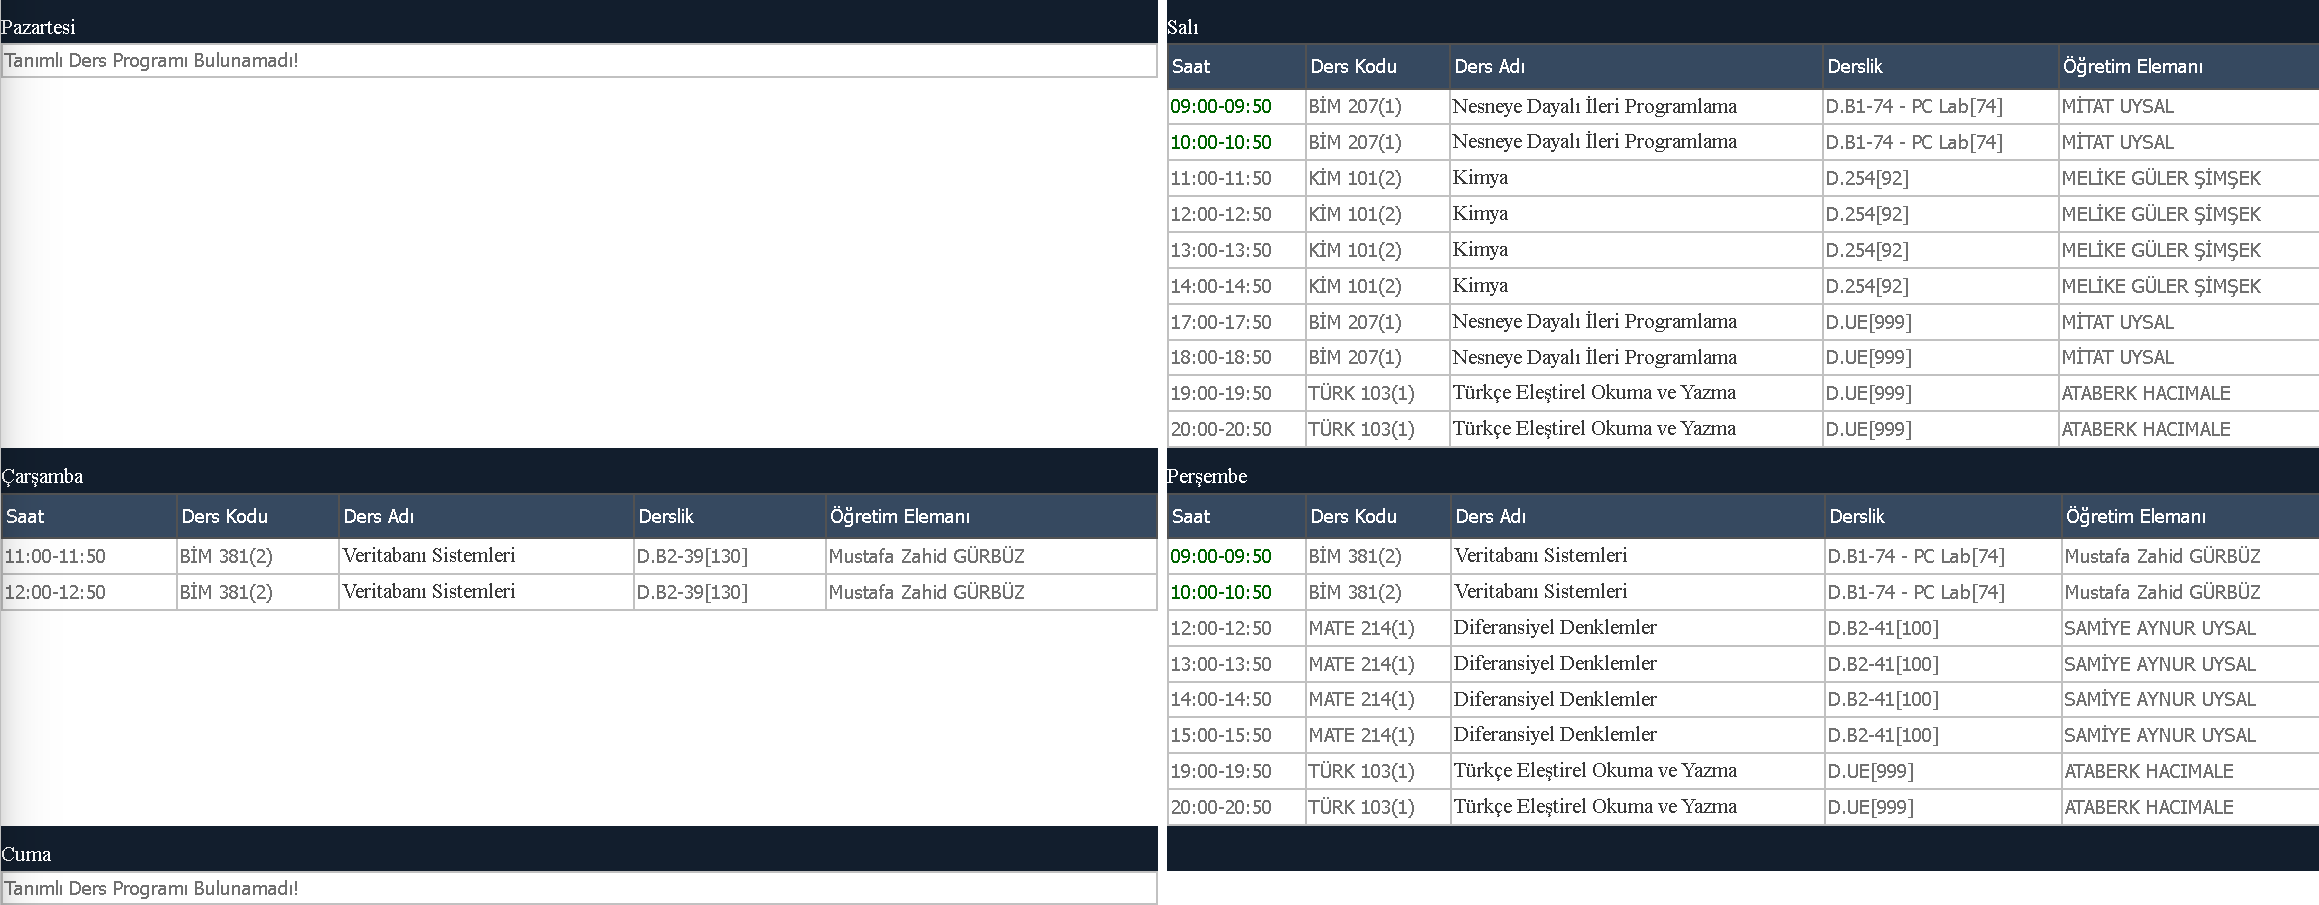 Pazartesi
Tanımlı Ders Programı Bulunamadı!
Salı
Saat Ders Kodu Ders Adı Derslik Öğretim Elemanı
09:00-09:50 BİM 207(1) Nesneye Dayalı İleri Programlama D.B1-74 - PC Lab[74] MİTAT UYSAL
10:00-10:50 BİM 207(1) Nesneye Dayalı İleri Programlama D.B1-74 - PC Lab[74] MİTAT UYSAL
11:00-11:50 KİM 101(2) Kimya D.254[92] MELİKE GÜLER ŞİMŞEK
12:00-12:50 KİM 101(2) Kimya D.254[92] MELİKE GÜLER ŞİMŞEK
13:00-13:50 KİM 101(2) Kimya D.254[92] MELİKE GÜLER ŞİMŞEK
14:00-14:50 KİM 101(2) Kimya D.254[92] MELİKE GÜLER ŞİMŞEK
17:00-17:50 BİM 207(1) Nesneye Dayalı İleri Programlama D.UE[999] MİTAT UYSAL
18:00-18:50 BİM 207(1) Nesneye Dayalı İleri Programlama D.UE[999] MİTAT UYSAL
19:00-19:50 TÜRK 103(1) Türkçe Eleştirel Okuma ve Yazma D.UE[999] ATABERK HACIMALE
20:00-20:50 TÜRK 103(1) Türkçe Eleştirel Okuma ve Yazma D.UE[999] ATABERK HACIMALE
Çarşamba
Saat Ders Kodu Ders Adı Derslik Öğretim Elemanı
11:00-11:50 BİM 381(2) Veritabanı Sistemleri D.B2-39[130] Mustafa Zahid GÜRBÜZ
12:00-12:50 BİM 381(2) Veritabanı Sistemleri D.B2-39[130] Mustafa Zahid GÜRBÜZ
Perşembe
Saat Ders Kodu Ders Adı Derslik Öğretim Elemanı
09:00-09:50 BİM 381(2) Veritabanı Sistemleri D.B1-74 - PC Lab[74] Mustafa Zahid GÜRBÜZ
10:00-10:50 BİM 381(2) Veritabanı Sistemleri D.B1-74 - PC Lab[74] Mustafa Zahid GÜRBÜZ
12:00-12:50 MATE 214(1) Diferansiyel Denklemler D.B2-41[100] SAMİYE AYNUR UYSAL
13:00-13:50 MATE 214(1) Diferansiyel Denklemler D.B2-41[100] SAMİYE AYNUR UYSAL
14:00-14:50 MATE 214(1) Diferansiyel Denklemler D.B2-41[100] SAMİYE AYNUR UYSAL
15:00-15:50 MATE 214(1) Diferansiyel Denklemler D.B2-41[100] SAMİYE AYNUR UYSAL
19:00-19:50 TÜRK 103(1) Türkçe Eleştirel Okuma ve Yazma D.UE[999] ATABERK HACIMALE
20:00-20:50 TÜRK 103(1) Türkçe Eleştirel Okuma ve Yazma D.UE[999] ATABERK HACIMALE
Cuma
Tanımlı Ders Programı Bulunamadı!